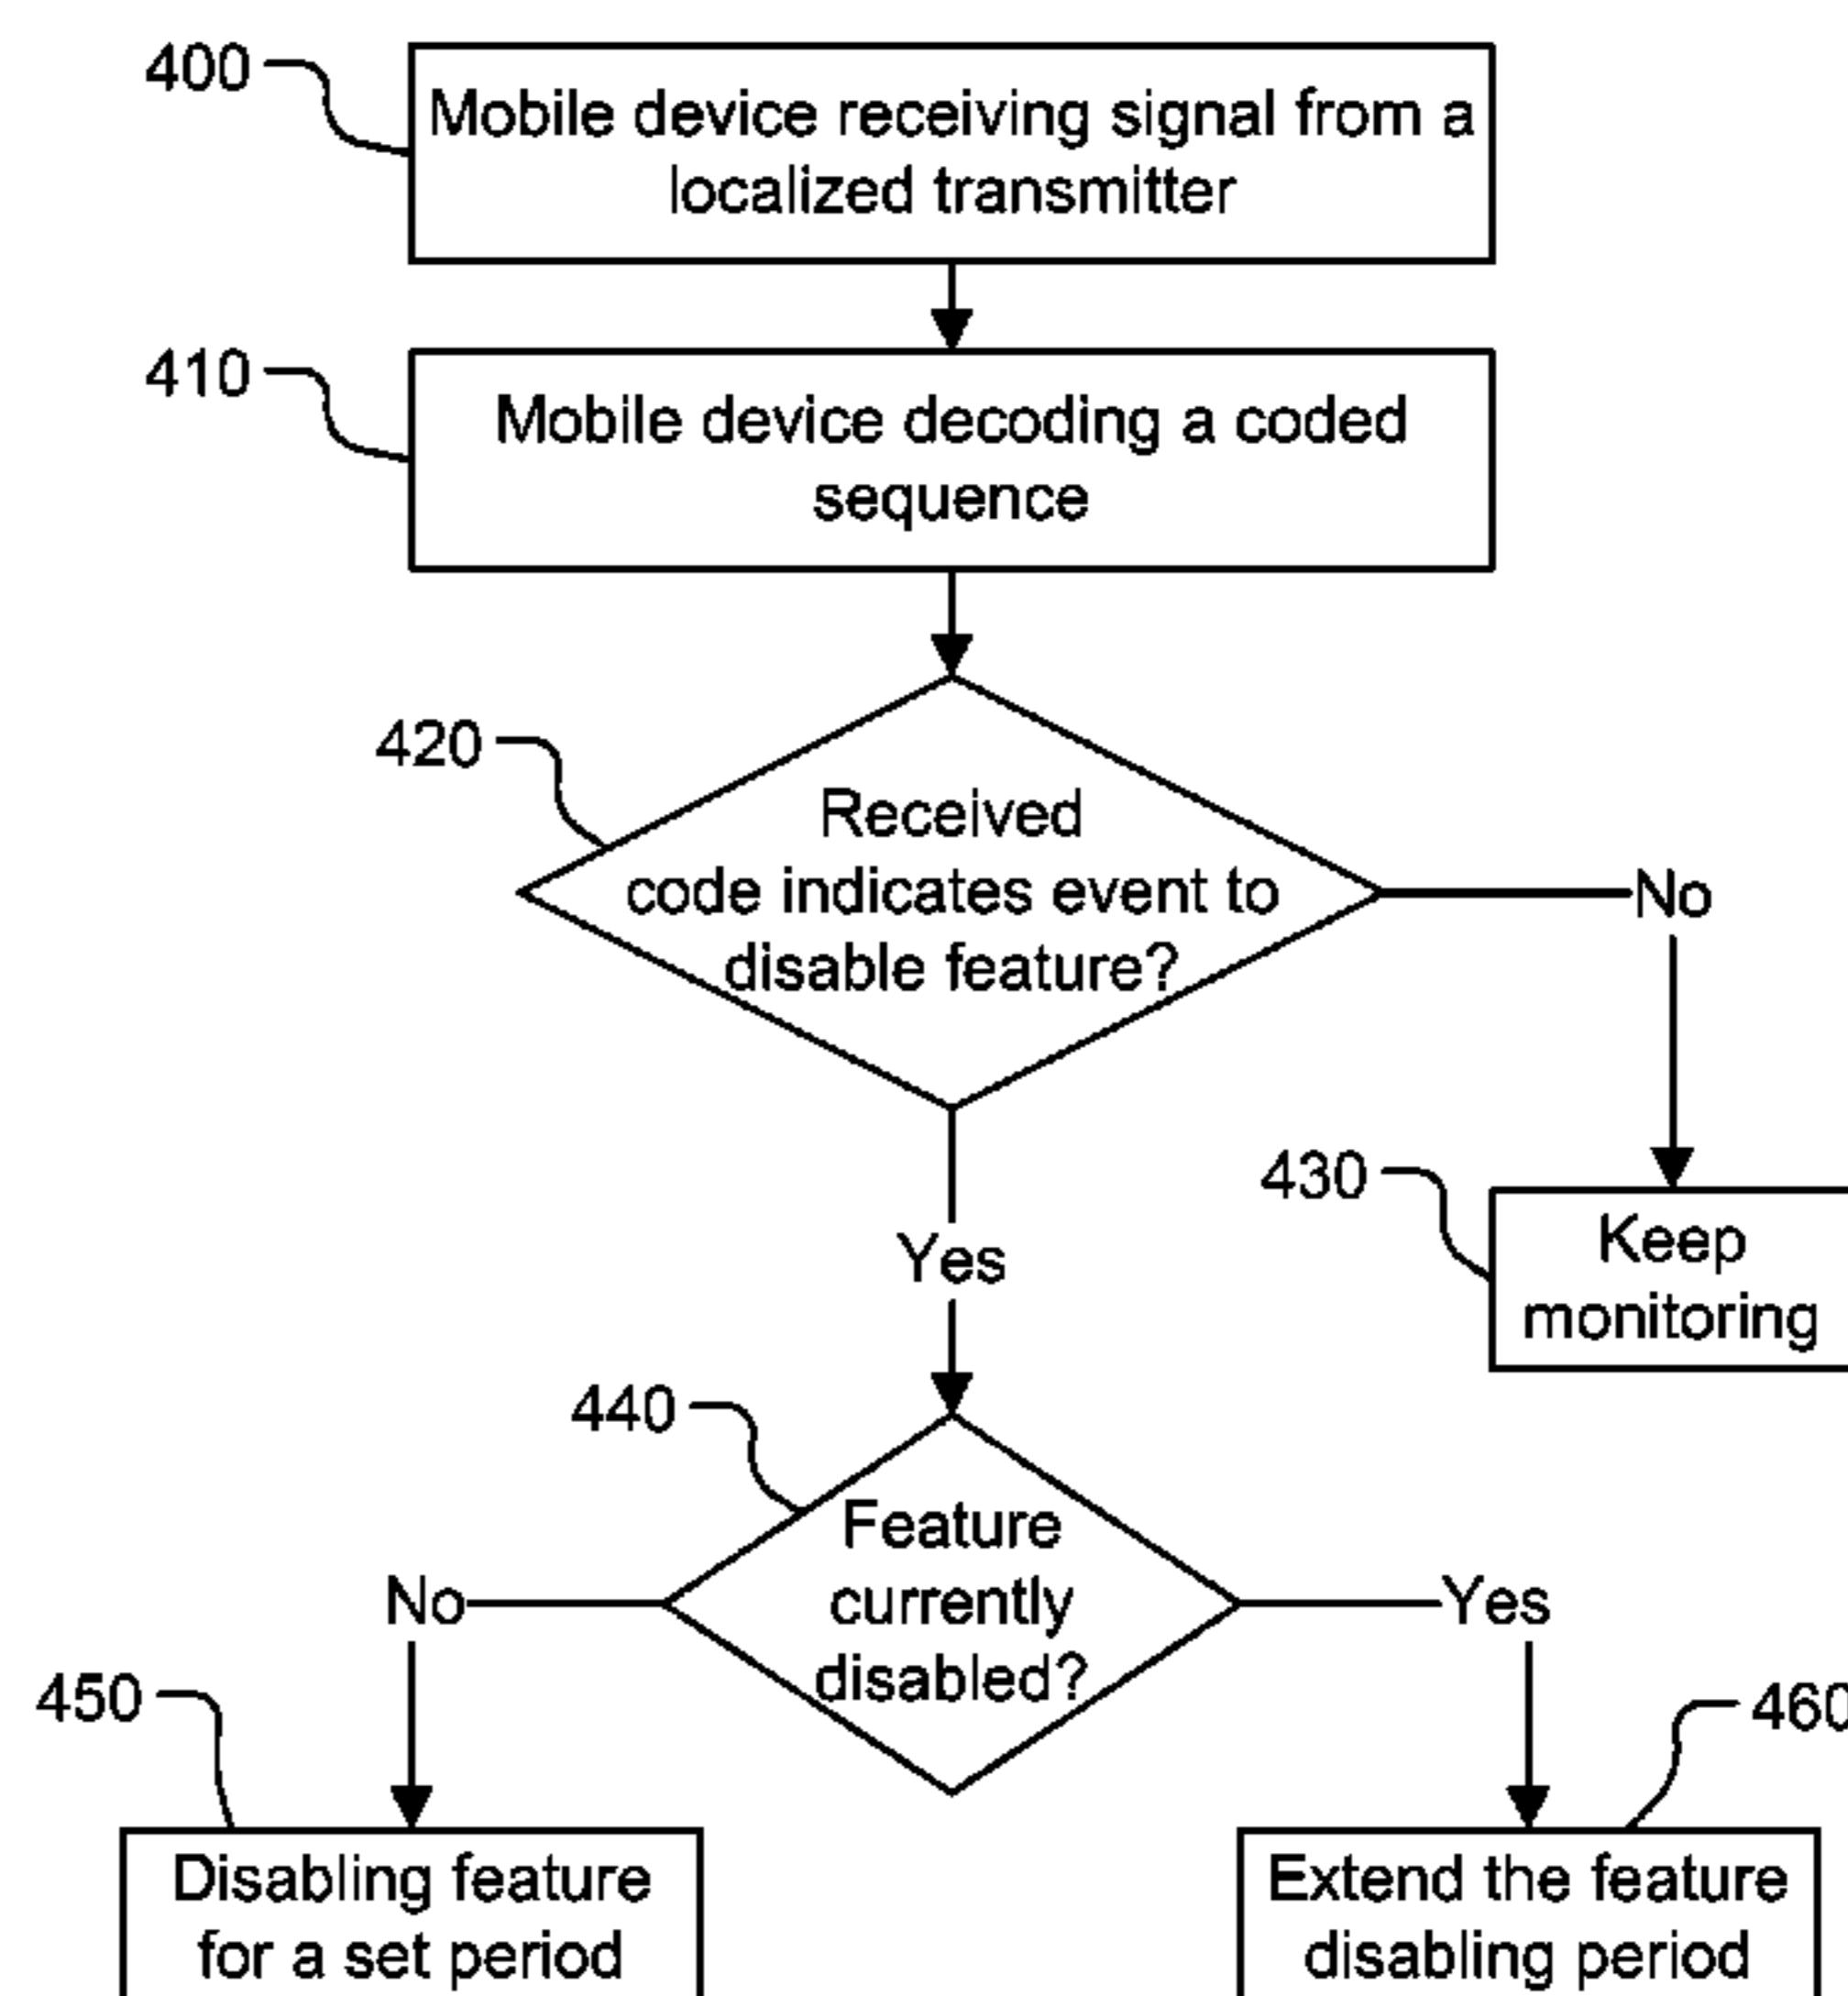 400
Mobile device receiving signal from a
localized transmitter
410
Mobile device decoding a coded
sequence
420
Received
code indicates event to
disable feature?
No
430
Keep
monitoring
Yes
440
Feature
currently
disabled?
No
Yes
450
460
Disabling feature
for a set period
Extend the feature
disabling period